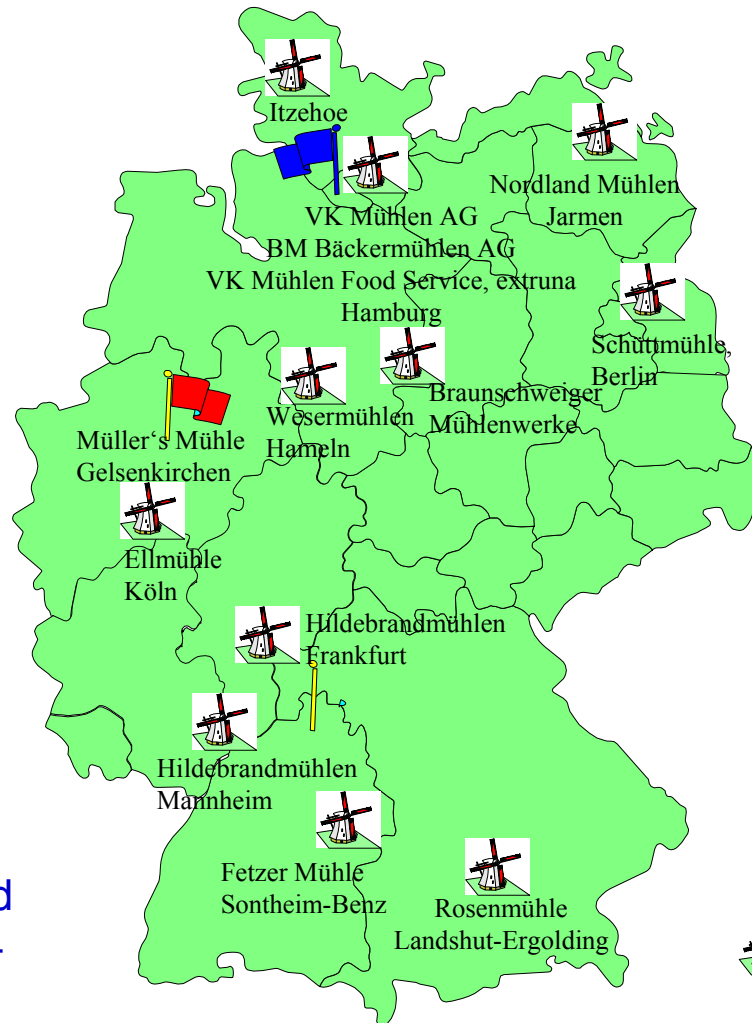 Itzehoe
Nordland Mühlen
Jarmen
VK Mühlen AG
BM Bäckermühlen AG
VK Mühlen Food Service, extruna
Hamburg
Schüttmühle,
Berlin
Braunschweiger
Mühlenwerke
Wesermühlen
Hameln
Müller‘s Mühle
Gelsenkirchen
Ellmühle
Köln
Hildebrandmühlen
Frankfurt
Hildebrandmühlen
Mannheim
Fetzer Mühle
Sontheim-Benz
Rosenmühle
Landshut-Ergolding
d
-